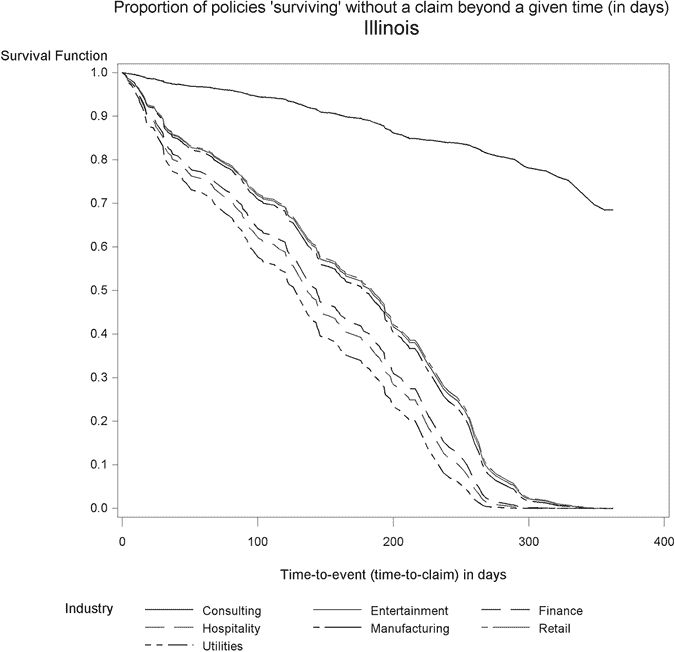 Proportion of policies 'surviving' without a claim beyond a given time (in days)
Illinois
Survival Function
1.0
0.9
0.8
0.7
0.6
0.5
0.4
0.3
0.2
0.1
0.0
0 100 200 300 400
Time-to-event (time-to-claim) in days
Industry Consulting Entertainment Finance
Hospitality Manufacturing Retail
Utilities